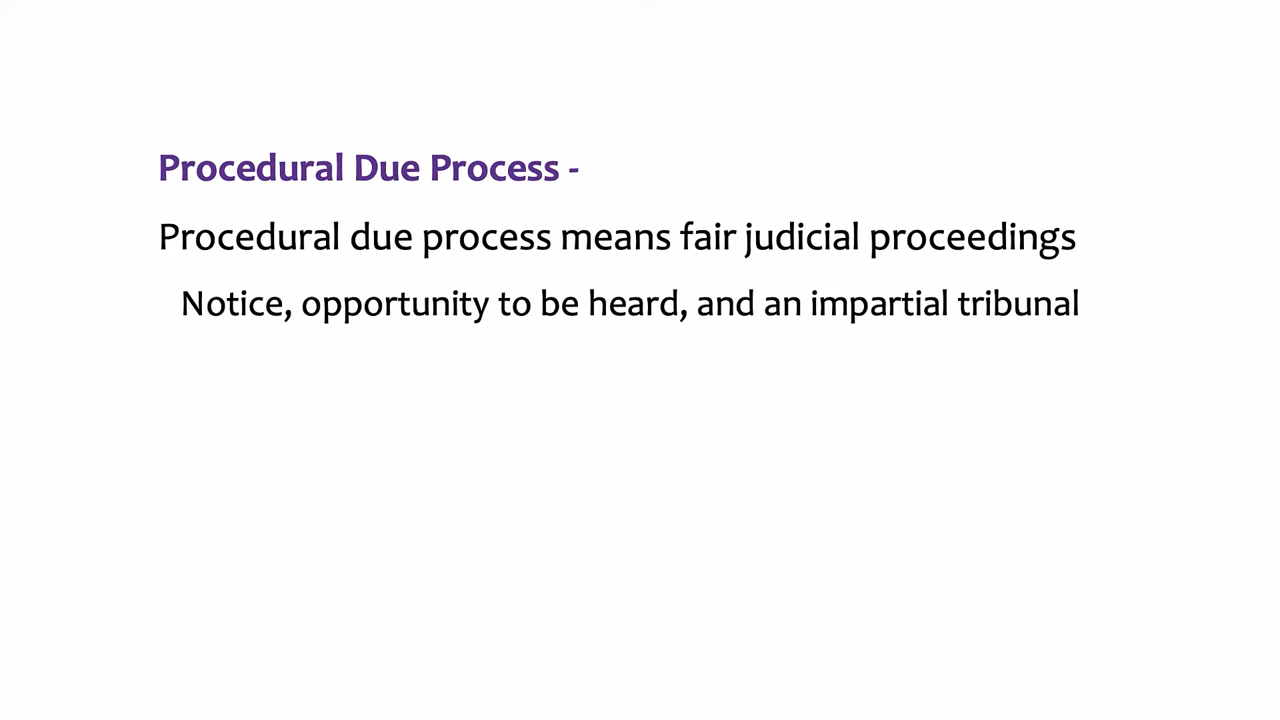 Procedural Due Process -
Procedural due process means fair judicial proceedings
Notice, opportunity to be heard, and an impartial tribunal